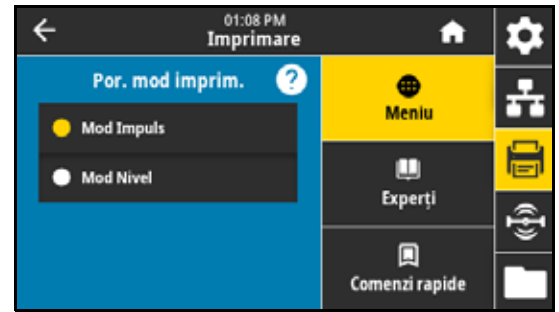 01:08 PM
Imprimare
Por. mod imprim. ?
Mod Impuls
Mod Nivel
Meniu
Experți
Comenzi rapide